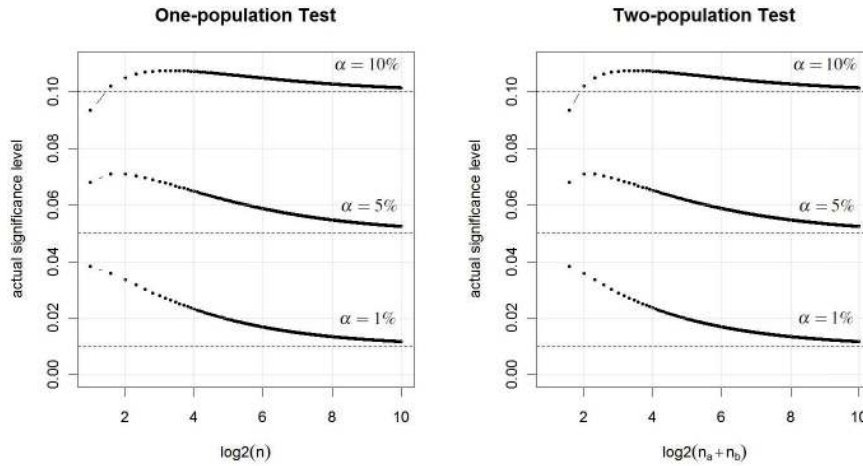 One-population Test
actual significance level
0.10
0.08
0.06
0.04
0.02
0.00
α = 10%
α = 5%
α = 1%
2 4 6 8 10
log2(n)
Two-population Test
actual significance level
0.10
0.08
0.06
0.04
0.02
0.00
α = 10%
α = 5%
α = 1%
2 4 6 8 10
log2(nₐ+n_b)